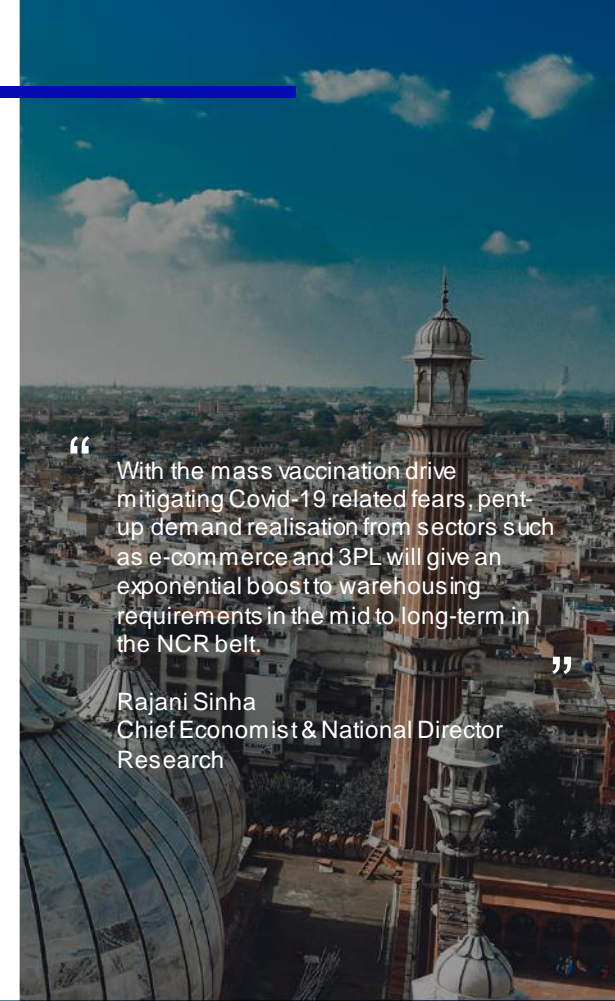 “
With the mass vaccination drive
mitigating Covid-19 related fears, pent-
up demand realisation from sectors such
as e-commerce and 3PL will give an
exponential boost to warehousing
requirements in the mid to long-term in
the NCR belt.
”
Rajani Sinha
Chief Economist & National Director
Research